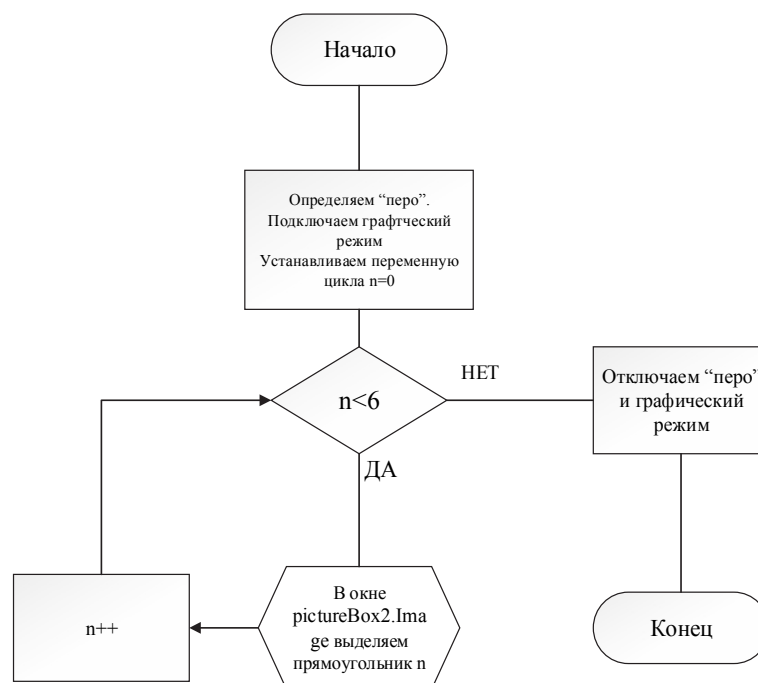 Начало
Определяем “перо”.
Подключаем графтческий
режим
Устанавливаем переменную
цикла n=0
n<6
НЕТ
Отключаем “перо”
и графический
режим
ДА
В окне
pictureBox2.Ima
ge выделяем
прямоугольник n
n++
Конец